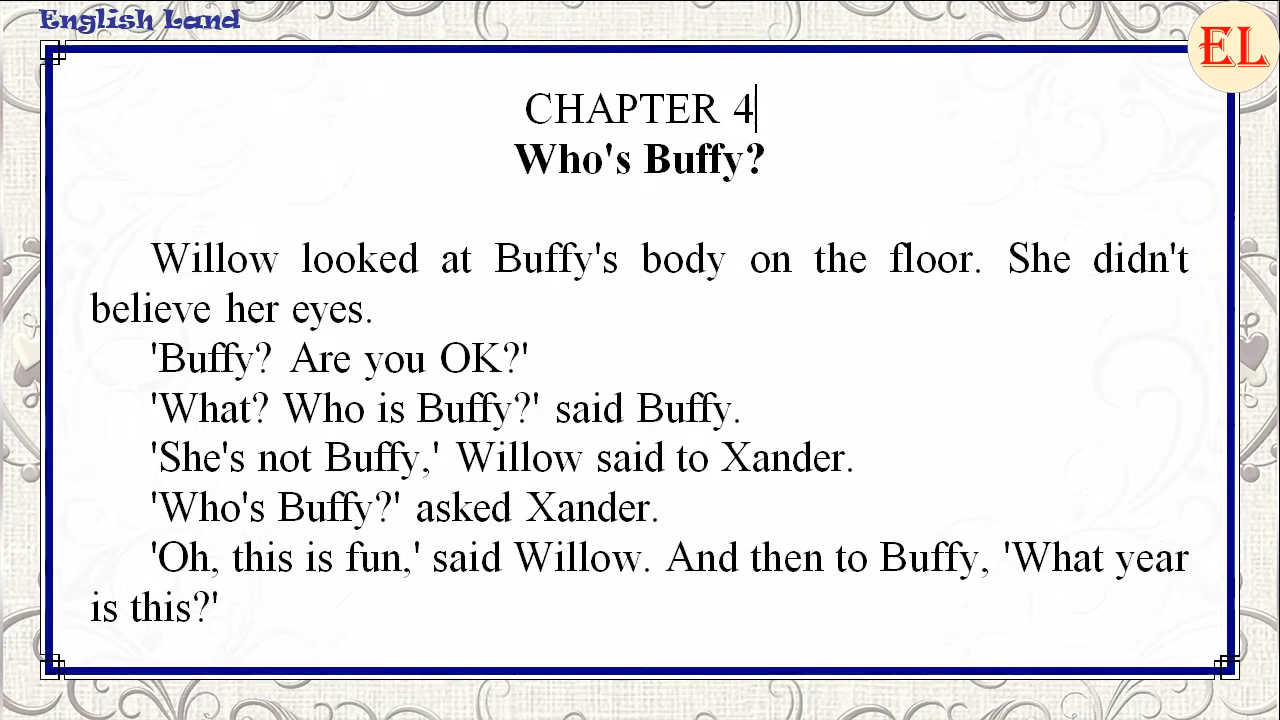 English Land
EL
CHAPTER 4
Who's Buffy?
Willow looked at Buffy's body on the floor. She didn't
believe her eyes.
'Buffy? Are you OK?'
'What? Who is Buffy?' said Buffy.
'She's not Buffy,' Willow said to Xander.
'Who's Buffy?' asked Xander.
'Oh, this is fun,' said Willow. And then to Buffy, 'What year
is this?'